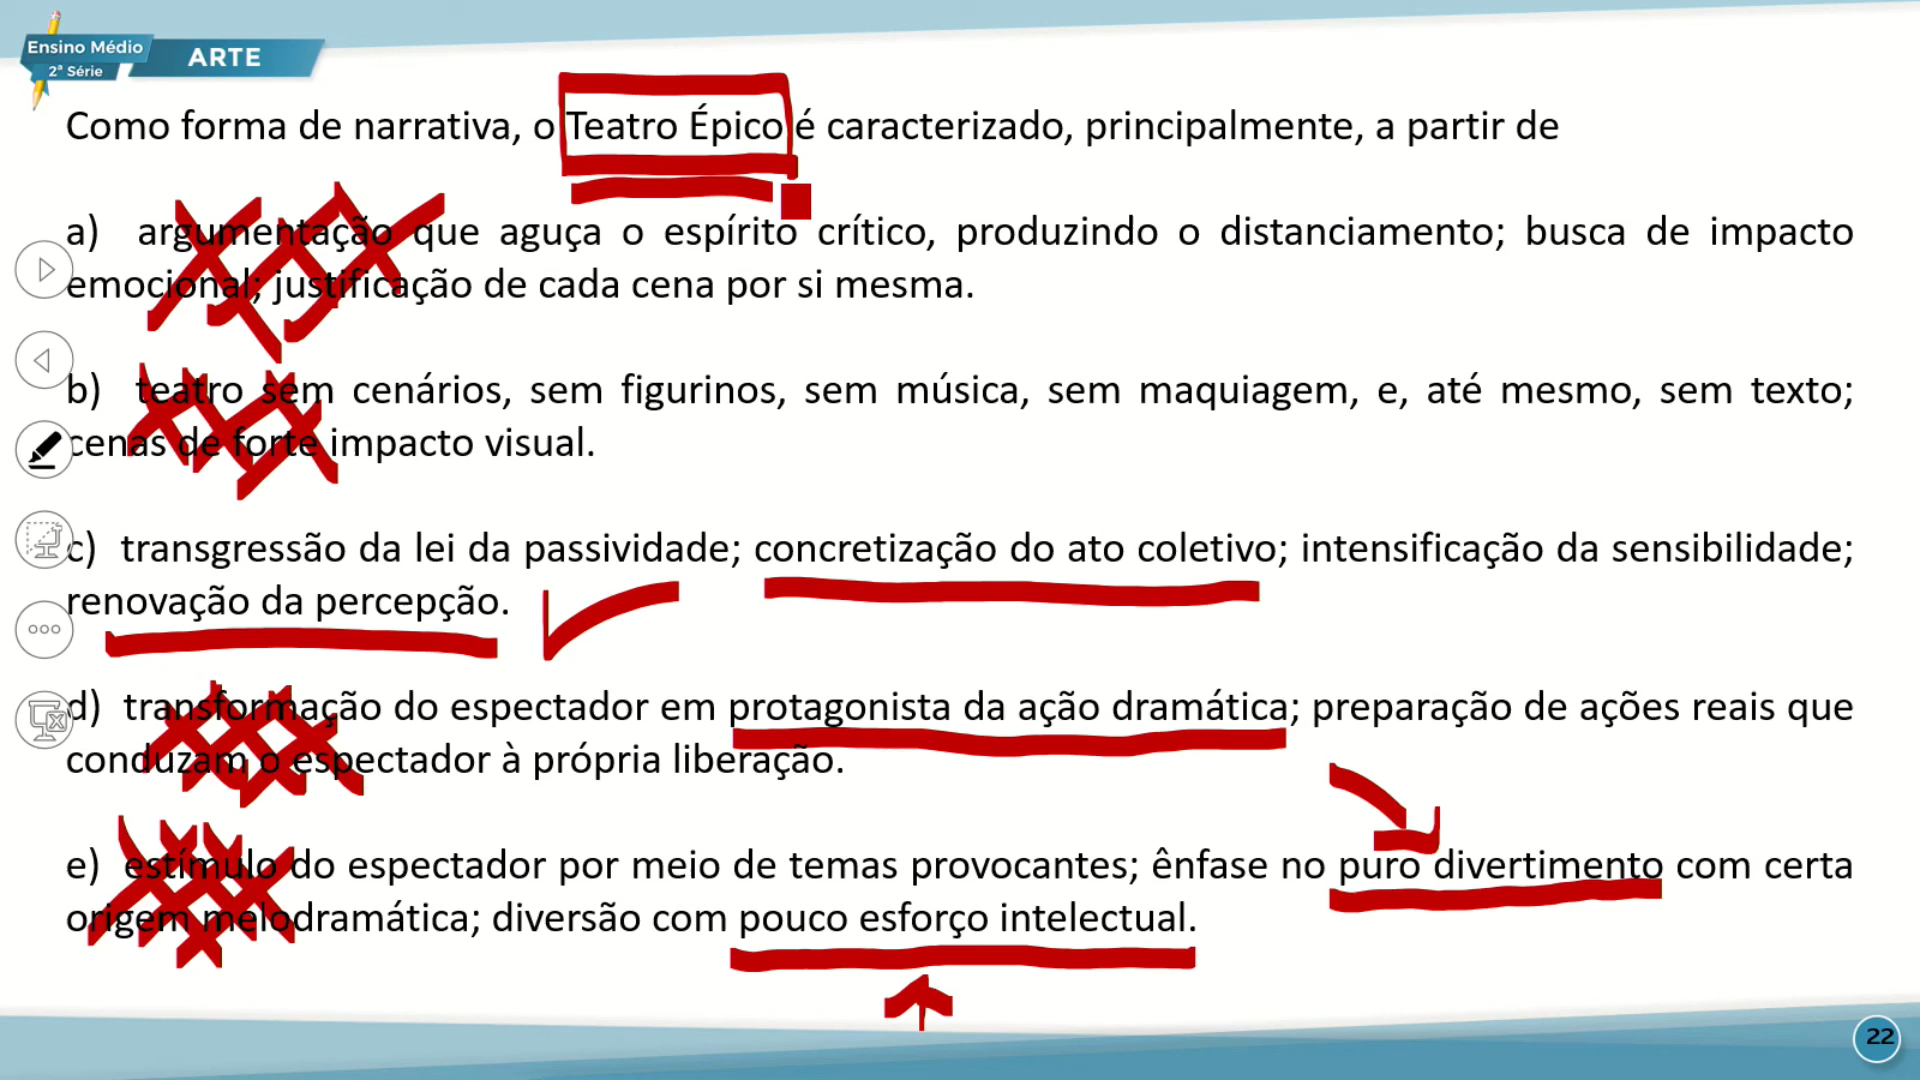 Ensino Médio
2ª Série
ARTE
Como forma de narrativa, o Teatro Épico é caracterizado, principalmente, a partir de
a) argumentação que aguça o espírito crítico, produzindo o distanciamento; busca de impacto
emocional; justificação de cada cena por si mesma.
b) teatro sem cenários, sem figurinos, sem música, sem maquiagem, e, até mesmo, sem texto;
cenas de forte impacto visual.
c) transgressão da lei da passividade; concretização do ato coletivo; intensificação da sensibilidade;
renovação da percepção.
d) transformação do espectador em protagonista da ação dramática; preparação de ações reais que
conduzam o espectador à própria liberação.
e) estímulo do espectador por meio de temas provocantes; ênfase no puro divertimento com certa
origem melodramática; diversão com pouco esforço intelectual.
22